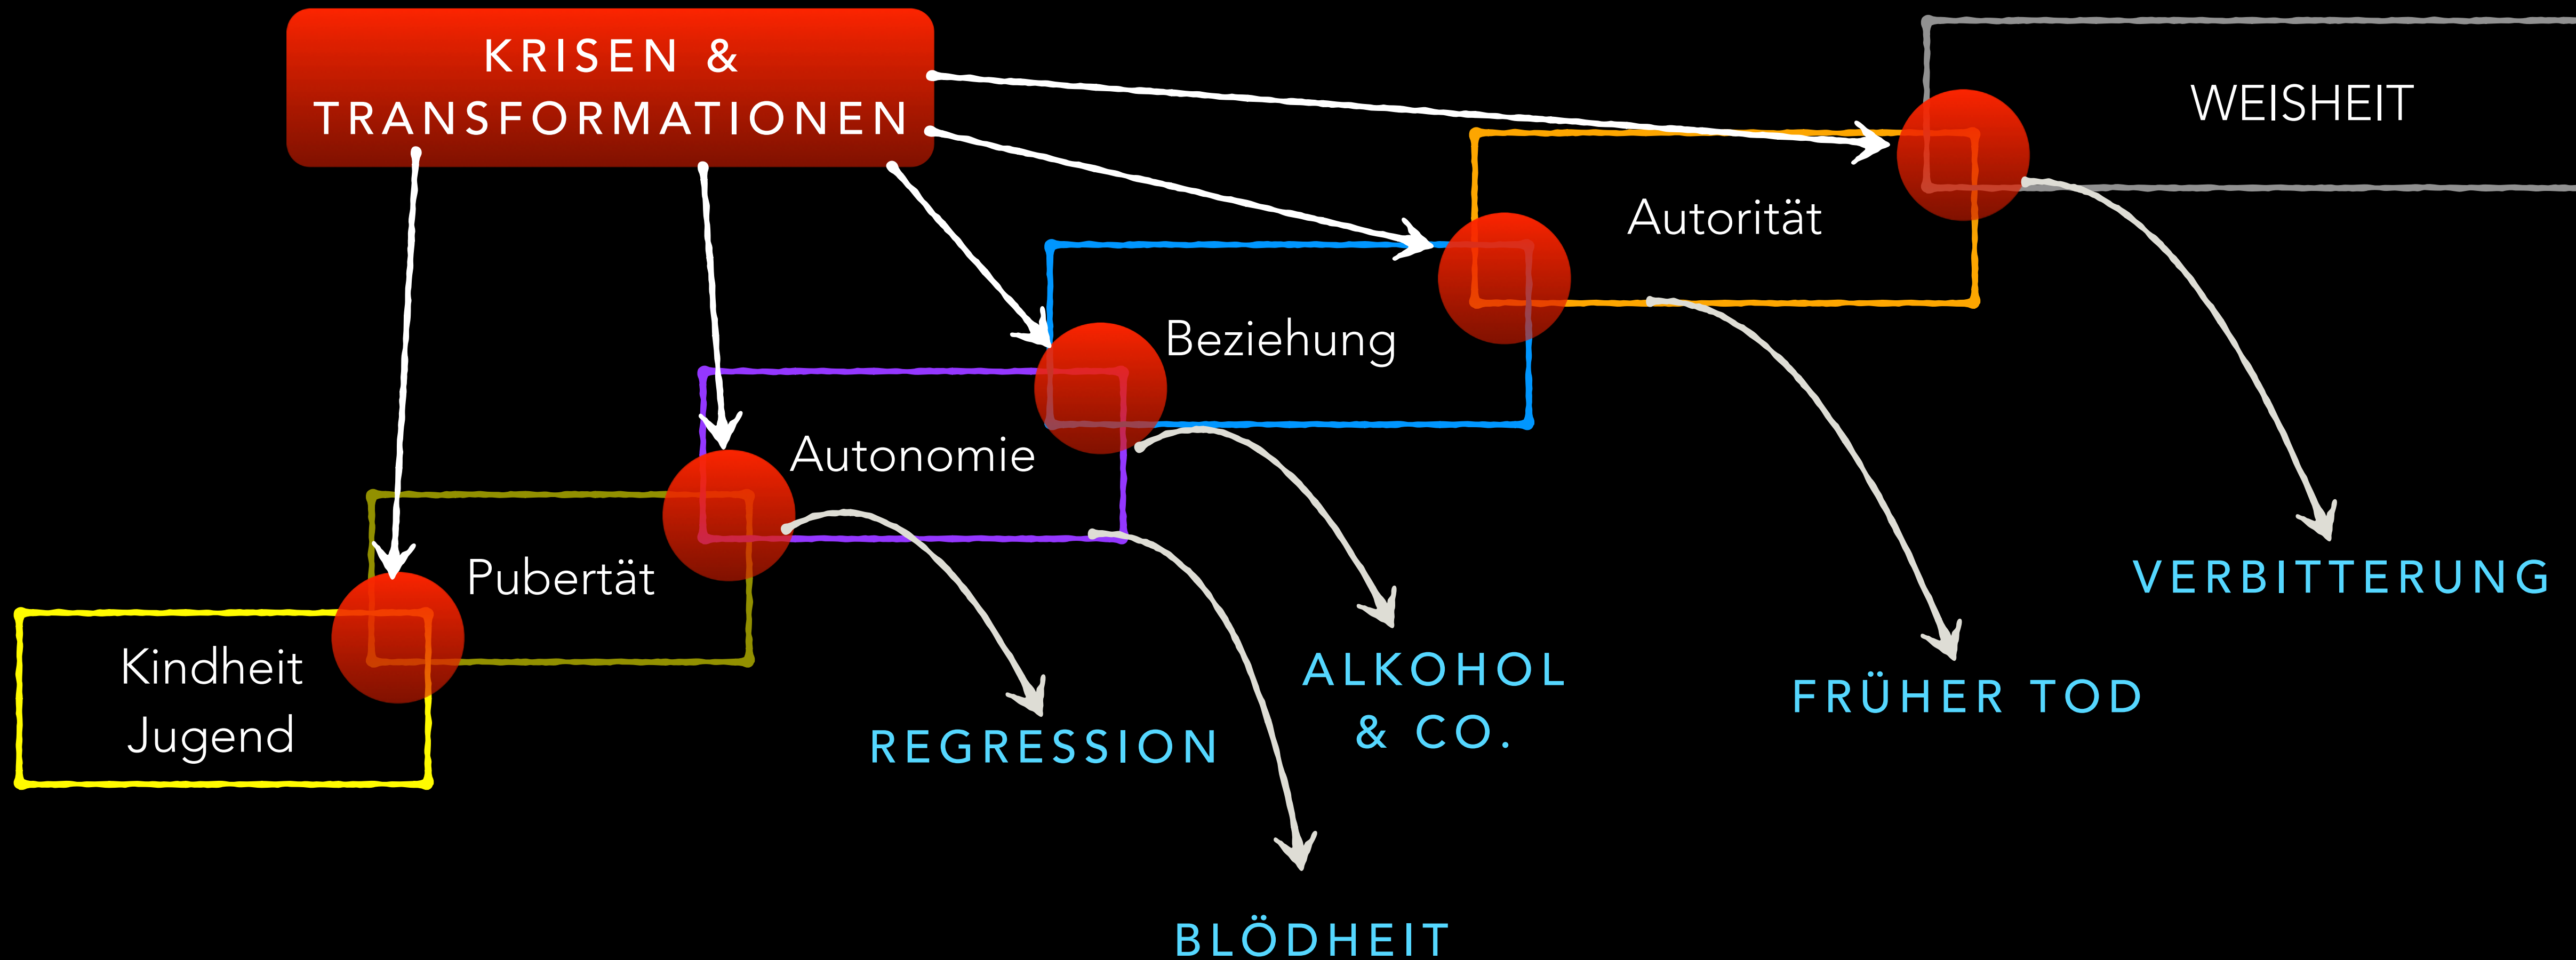 KRISEN &
TRANSFORMATIONEN
WEISHEIT
Autorität
Beziehung
Autonomie
Pubertät
Kindheit
Jugend
VERBITTERUNG
FRÜHER TOD
ALKOHOL
& CO.
REGRESSION
BLÖDHEIT